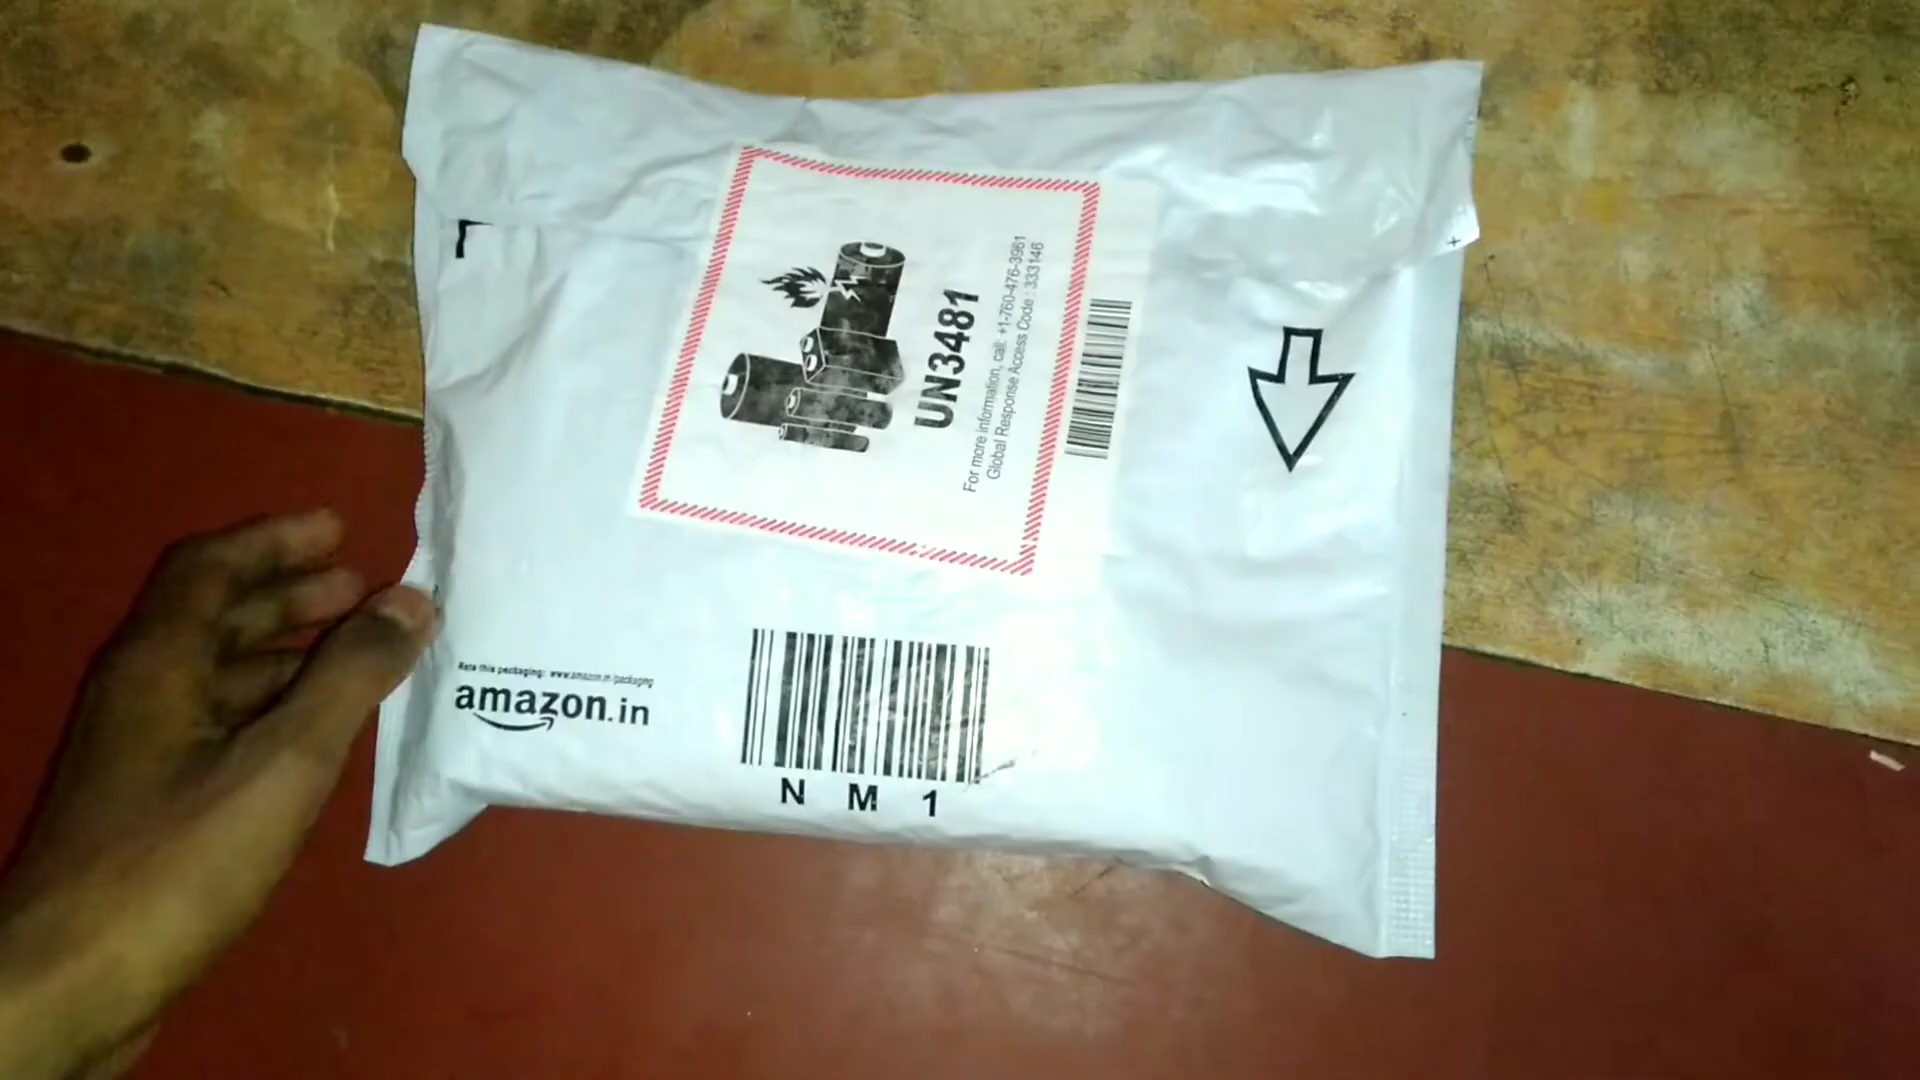 UN3481
For more information, call: +1-760-476-3961
Global Response Access Code : 333146
Rate this packaging: www.amazon.in/packaging
amazon.in
N M 1